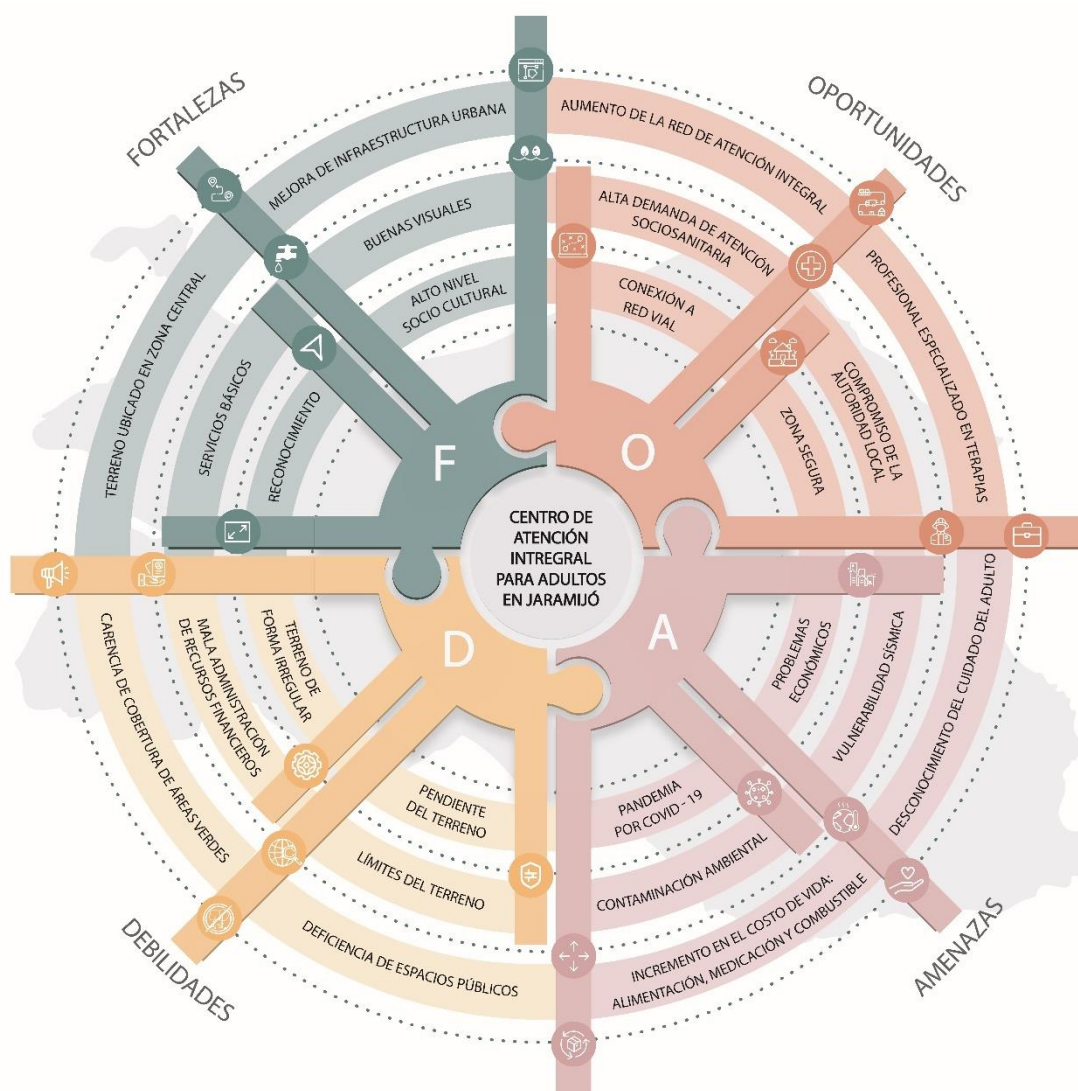 FORTALEZAS
MEJORA DE INFRAESTRUCTURA URBANA
BUENAS VISUALES
ALTO NIVEL
SOCIO CULTURAL
TERRENO UBICADO EN ZONA CENTRAL
SERVICIOS BÁSICOS
RECONOCIMIENTO
F
OPORTUNIDADES
AUMENTO DE LA RED DE ATENCIÓN INTEGRAL
ALTA DEMANDA DE ATENCIÓN
SOCIOSANITARIA
CONEXIÓN A
RED VIAL
PROFESIONAL ESPECIALIZADO EN TERAPIAS
COMPROMISO DE LA
AUTORIDAD LOCAL
ZONA SEGURA
O
CENTRO DE
ATENCIÓN
INTREGRAL
PARA ADULTOS
EN JARAMIJÓ
D
TERRENO DE
FORMA IRREGULAR
MALA ADMINISTRACIÓN
DE RECURSOS FINANCIEROS
CARENCIA DE COBERTURA DE ÁREAS VERDES
PENDIENTE
DEL TERRENO
LÍMITES DEL TERRENO
DEFICIENCIA DE ESPACIOS PÚBLICOS
DEBILIDADES
A
PROBLEMAS
ECONÓMICOS
VULNERABILIDAD SÍSMICA
DESCONOCIMIENTO DEL CUIDADO DEL ADULTO
PANDEMIA
POR COVID - 19
CONTAMINACIÓN AMBIENTAL
INCREMENTO EN EL COSTO DE VIDA:
ALIMENTACIÓN, MEDICACIÓN Y COMBUSTIBLE
AMENAZAS